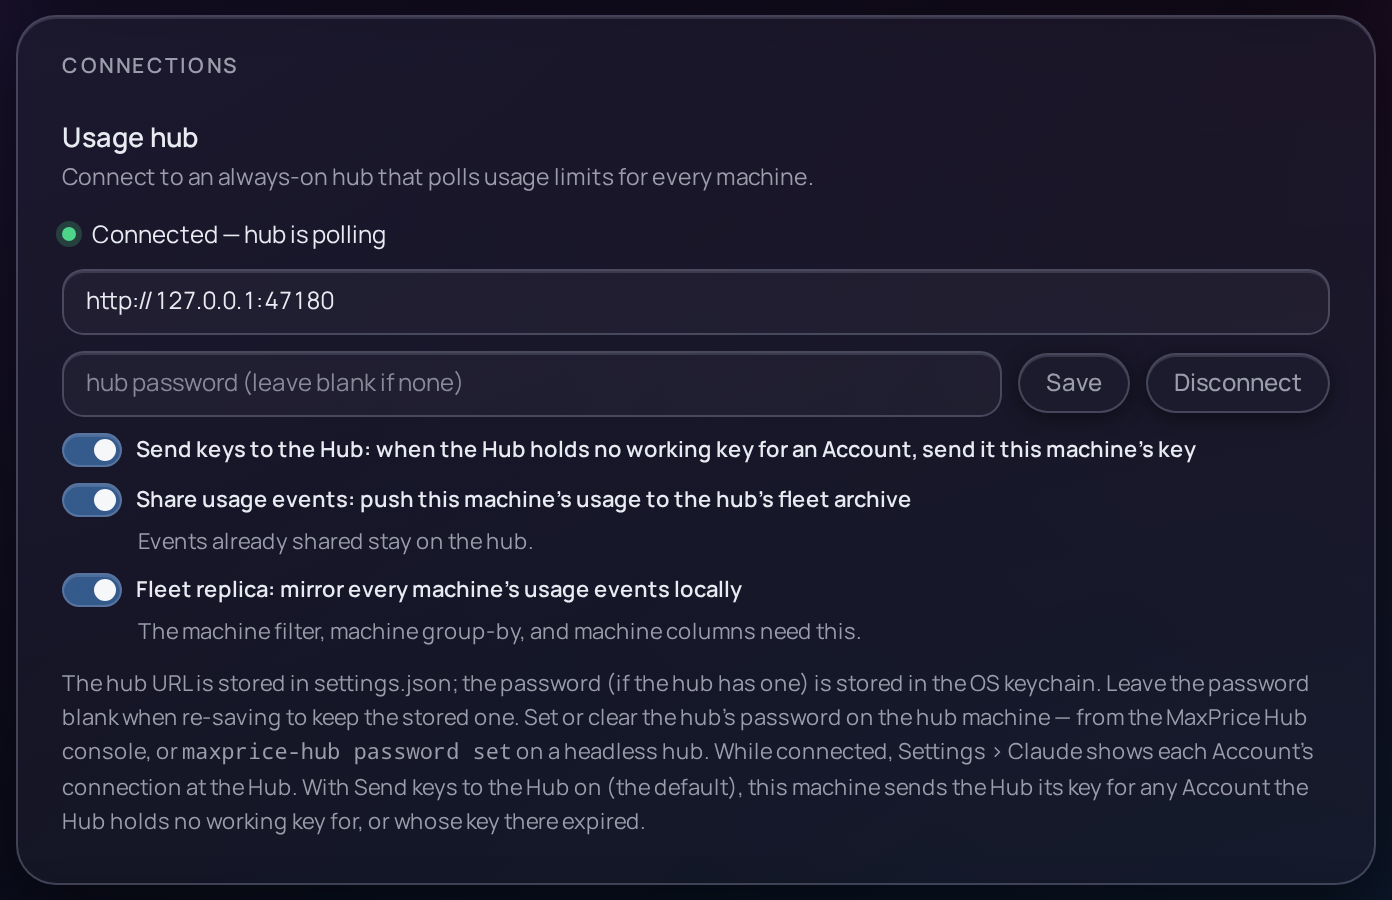 CONNECTIONS
Usage hub
Connect to an always-on hub that polls usage limits for every machine.
Connected — hub is polling
http://127.0.0.1:47180
hub password (leave blank if none)
Save
Disconnect
Send keys to the Hub: when the Hub holds no working key for an Account, send it this machine’s key
Share usage events: push this machine’s usage to the hub’s fleet archive
Events already shared stay on the hub.
Fleet replica: mirror every machine’s usage events locally
The machine filter, machine group-by, and machine columns need this.
The hub URL is stored in settings.json; the password (if the hub has one) is stored in the OS keychain. Leave the password
blank when re-saving to keep the stored one. Set or clear the hub’s password on the hub machine — from the MaxPrice Hub
console, or maxprice-hub password set on a headless hub. While connected, Settings › Claude shows each Account’s
connection at the Hub. With Send keys to the Hub on (the default), this machine sends the Hub its key for any Account the
Hub holds no working key for, or whose key there expired.